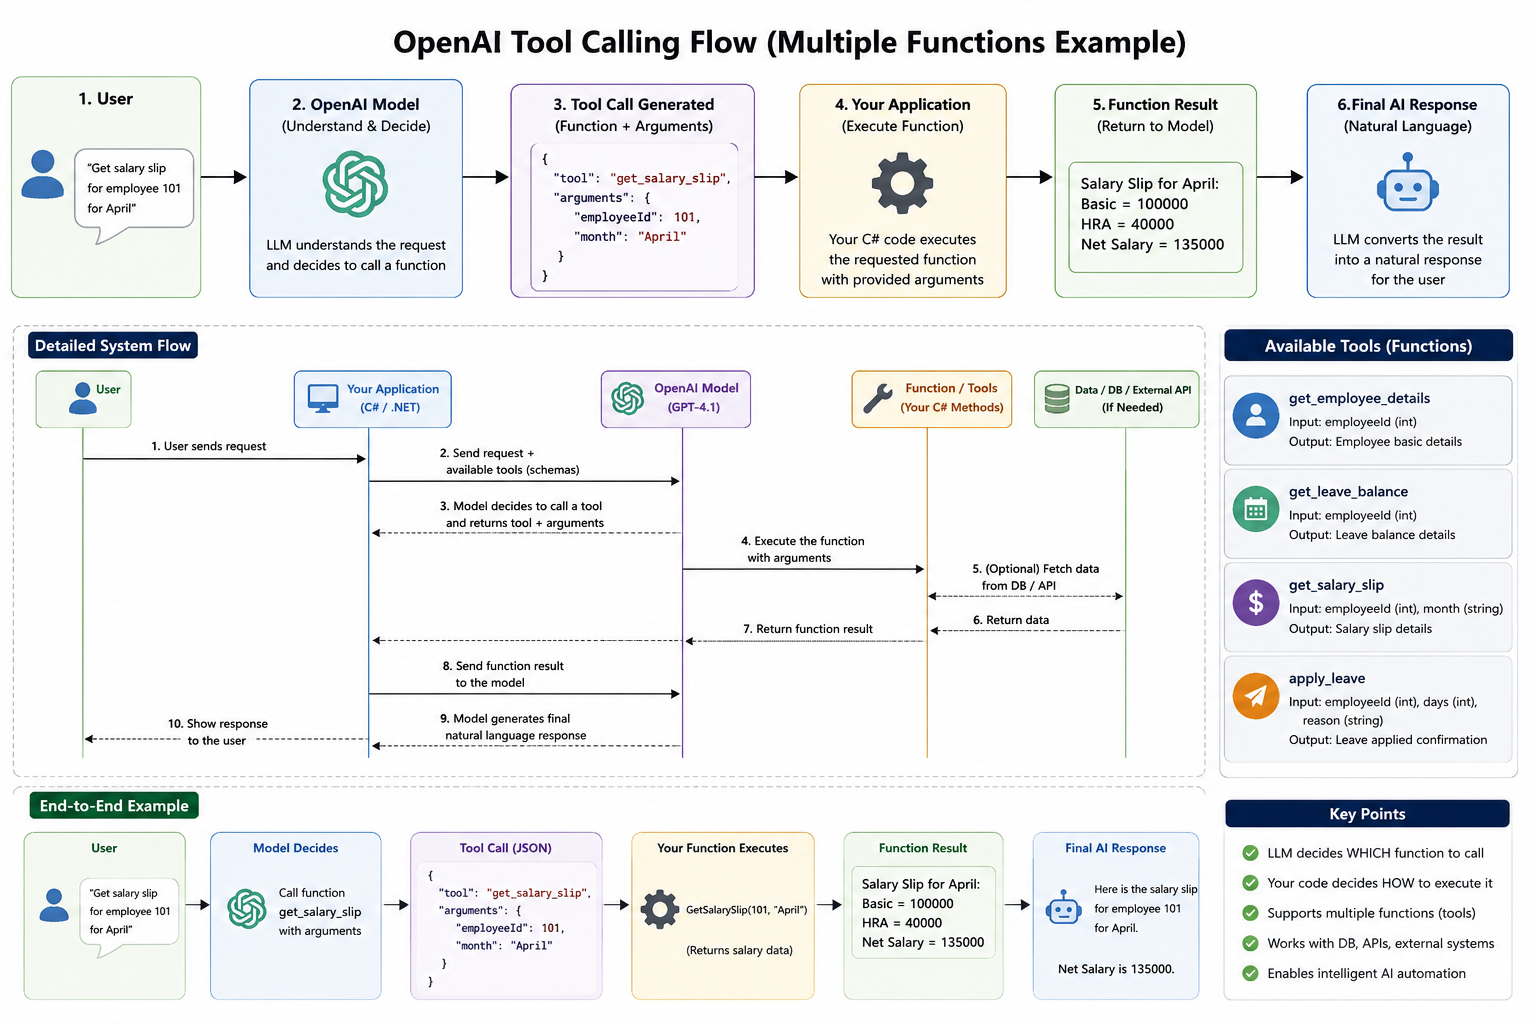 OpenAI Tool Calling Flow (Multiple Functions Example)
1. User
"Get salary slip
for employee 101
for April"
2. OpenAI Model
(Understand & Decide)
LLM understands the request
and decides to call a function
3. Tool Call Generated
(Function + Arguments)
{
"tool": "get_salary_slip",
"arguments": {
"employeeId": 101,
"month": "April"
}
}
4. Your Application
(Execute Function)
Your C# code executes
the requested function
with provided arguments
5. Function Result
(Return to Model)
Salary Slip for April:
Basic = 100000
HRA = 40000
Net Salary = 135000
6.Final AI Response
(Natural Language)
LLM converts the result
into a natural response
for the user
Detailed System Flow
User
Your Application
(C# / .NET)
OpenAI Model
(GPT-4.1)
Function / Tools
(Your C# Methods)
Data / DB / External API
(If Needed)
1. User sends request
2. Send request +
available tools (schemas)
3. Model decides to call a tool
and returns tool + arguments
4. Execute the function
with arguments
5. (Optional) Fetch data
from DB / API
6. Return data
7. Return function result
8. Send function result
to the model
9. Model generates final
natural language response
10. Show response
to the user
Available Tools (Functions)
get_employee_details
Input: employeeId (int)
Output: Employee basic details
get_leave_balance
Input: employeeId (int)
Output: Leave balance details
get_salary_slip
Input: employeeId (int), month (string)
Output: Salary slip details
apply_leave
Input: employeeId (int), days (int),
reason (string)
Output: Leave applied confirmation
End-to-End Example
User
"Get salary slip
for employee 101
for April"
Model Decides
Call function
get_salary_slip
with arguments
Tool Call (JSON)
{
"tool": "get_salary_slip",
"arguments": {
"employeeId": 101,
"month": "April"
}
}
Your Function Executes
GetSalarySlip(101, "April")
(Returns salary data)
Function Result
Salary Slip for April:
Basic = 100000
HRA = 40000
Net Salary = 135000
Final AI Response
Here is the salary slip
for employee 101
for April.
Net Salary is 135000.
Key Points
LLM decides WHICH function to call
Your code decides HOW to execute it
Supports multiple functions (tools)
Works with DB, APIs, external systems
Enables intelligent AI automation